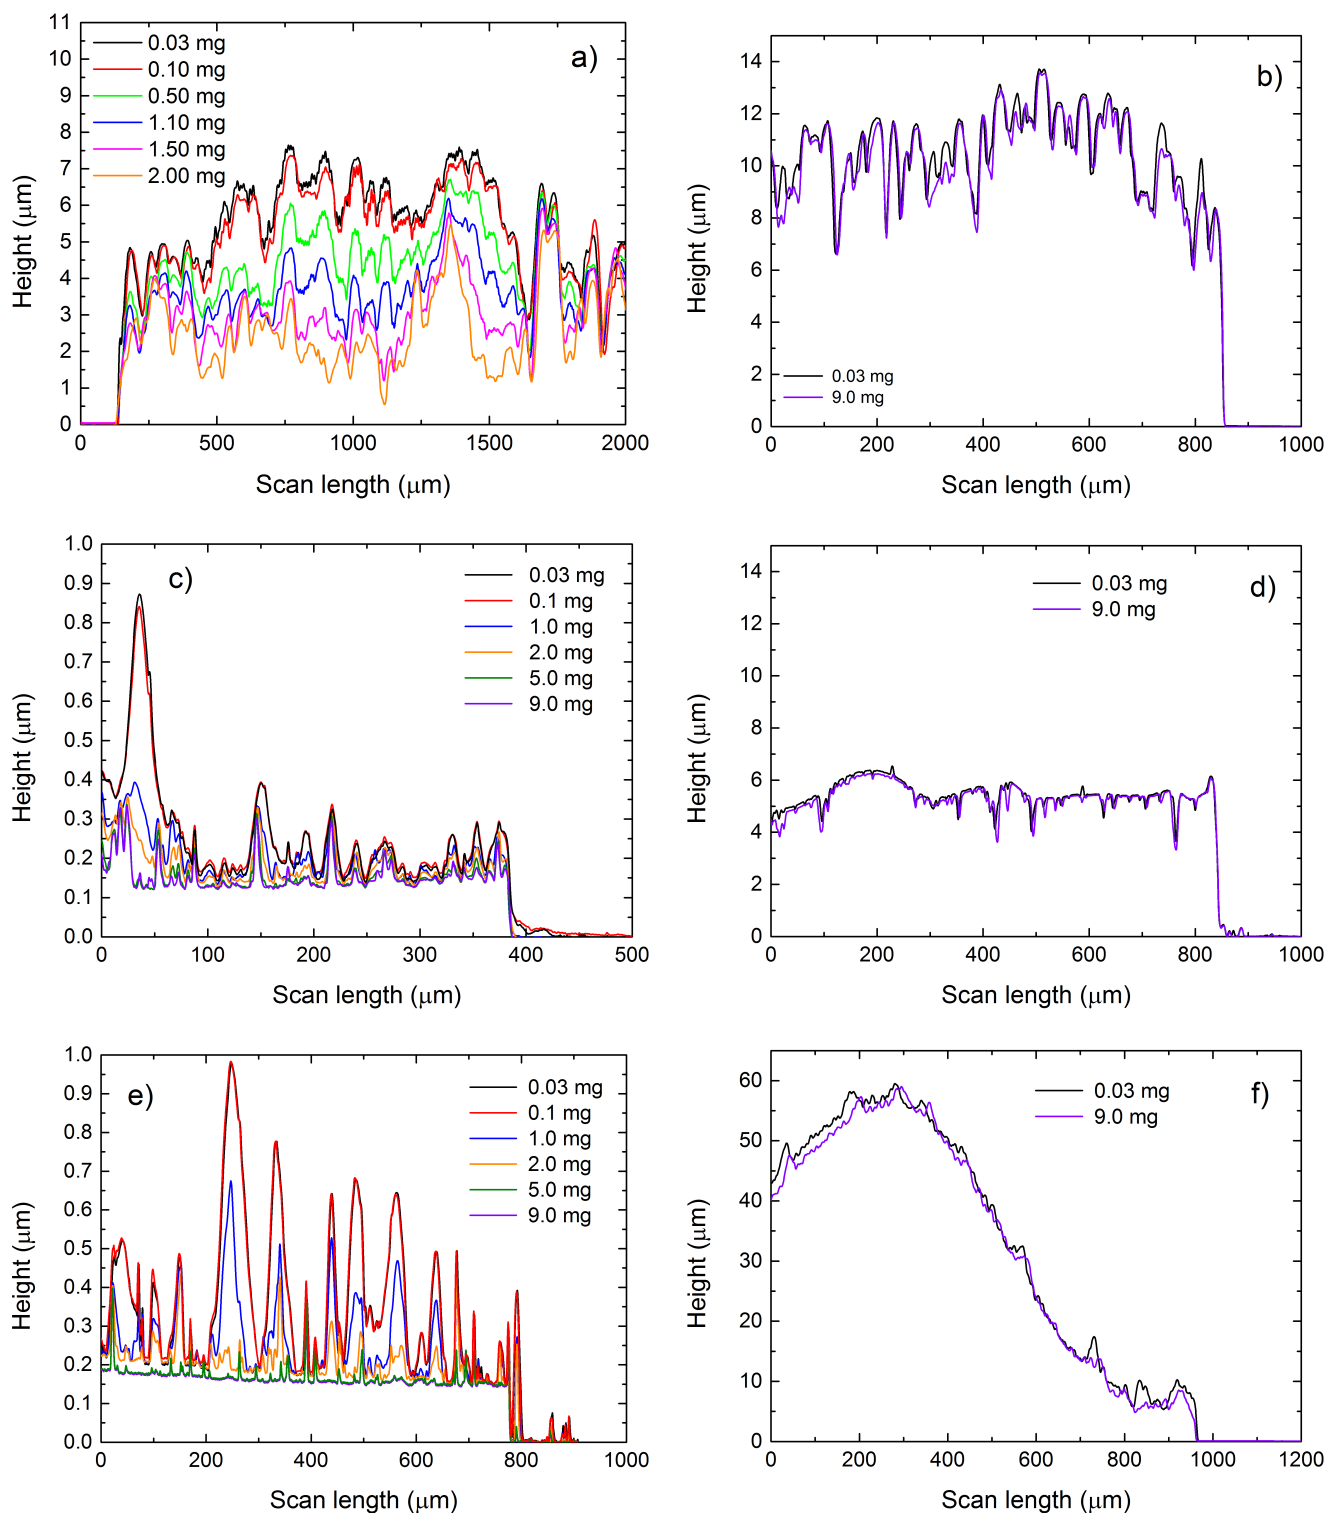 a)
0.03 mg
0.10 mg
0.50 mg
1.10 mg
1.50 mg
2.00 mg
11
10
9
8
7
6
5
4
3
2
1
0
Height (μm)
0
500
1000
1500
2000
Scan length (μm)
b)
14
12
10
8
6
4
2
0
Height (μm)
0.03 mg
9.0 mg
0
200
400
600
800
1000
Scan length (μm)
c)
0.03 mg
0.1 mg
1.0 mg
2.0 mg
5.0 mg
9.0 mg
1.0
0.9
0.8
0.7
0.6
0.5
0.4
0.3
0.2
0.1
0.0
Height (μm)
0
100
200
300
400
500
Scan length (μm)
d)
0.03 mg
9.0 mg
14
12
10
8
6
4
2
0
Height (μm)
0
200
400
600
800
1000
Scan length (μm)
e)
0.03 mg
0.1 mg
1.0 mg
2.0 mg
5.0 mg
9.0 mg
1.0
0.9
0.8
0.7
0.6
0.5
0.4
0.3
0.2
0.1
0.0
Height (μm)
0
200
400
600
800
1000
Scan length (μm)
f)
0.03 mg
9.0 mg
60
50
40
30
20
10
0
Height (μm)
0
200
400
600
800
1000
1200
Scan length (μm)